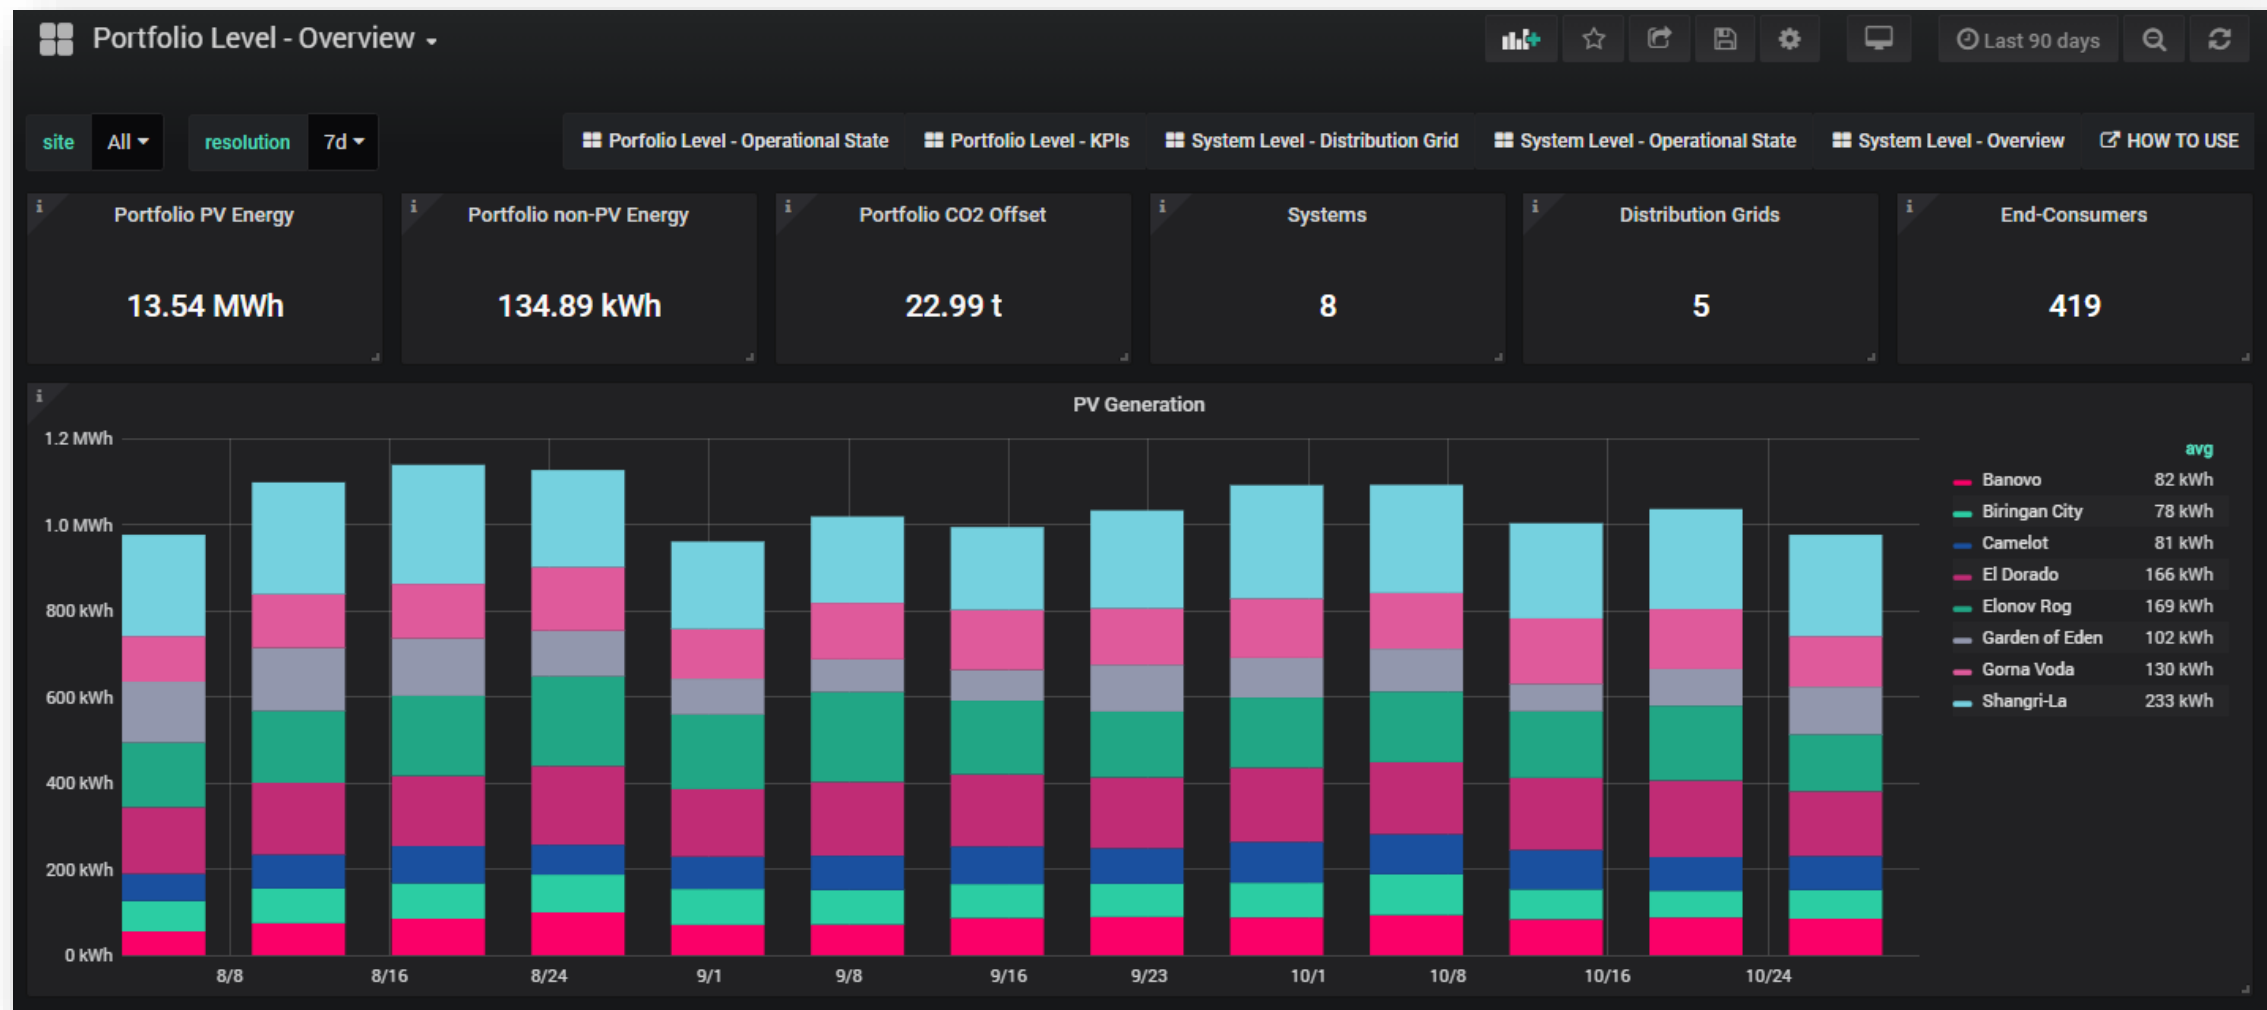 Portfolio Level - Overview
Last 90 days
site All resolution 7d Porfolio Level - Operational State Portfolio Level - KPIs System Level - Distribution Grid System Level - Operational State System Level - Overview HOW TO USE
i Portfolio PV Energy i Portfolio non-PV Energy i Portfolio CO2 Offset i Systems i Distribution Grids i End-Consumers
13.54 MWh 134.89 kWh 22.99 t 8 5 419
i
PV Generation
1.2 MWh
1.0 MWh
800 kWh
600 kWh
400 kWh
200 kWh
0 kWh
8/8 8/16 8/24 9/1 9/8 9/16 9/23 10/1 10/8 10/16 10/24
avg
Banovo 82 kWh
Biringan City 78 kWh
Camelot 81 kWh
El Dorado 166 kWh
Elonov Rog 169 kWh
Garden of Eden 102 kWh
Gorna Voda 130 kWh
Shangri-La 233 kWh